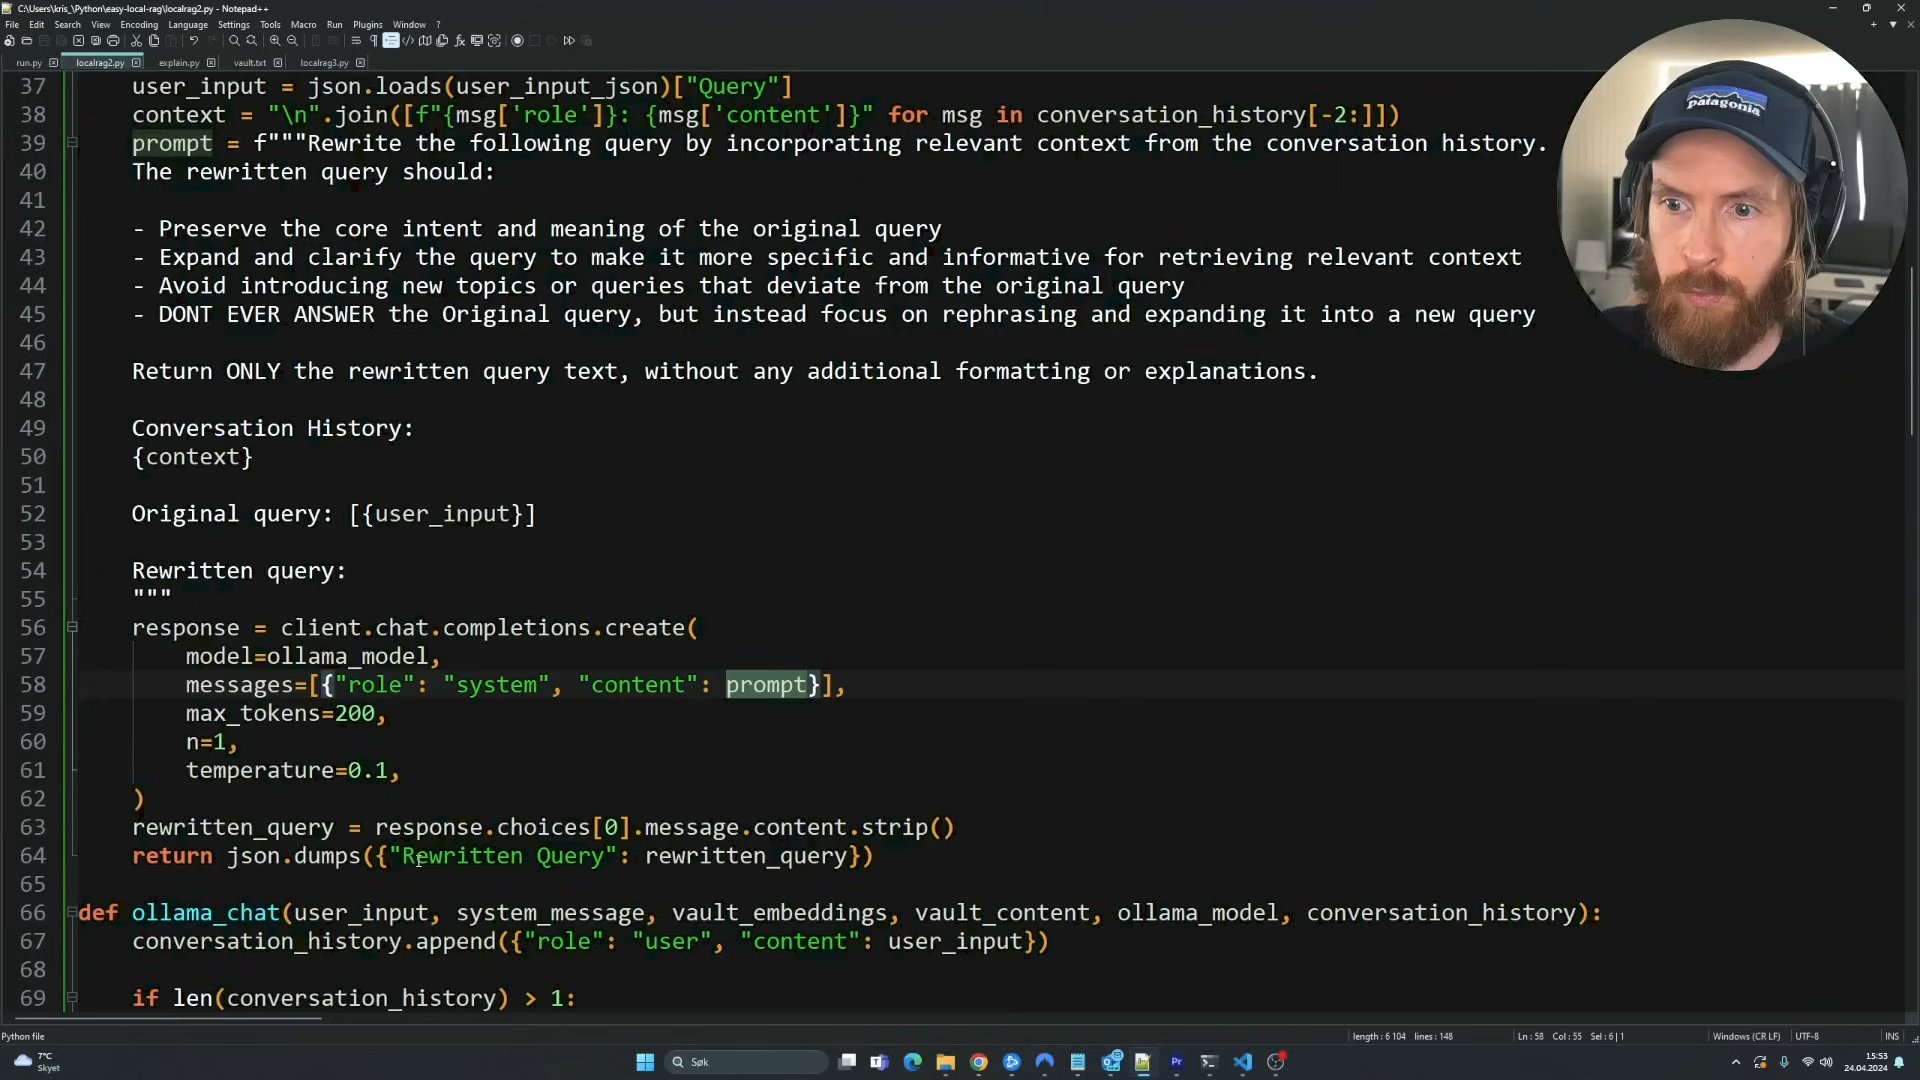 C:\Users\kris_\Python\easy-local-rag\localrag2.py - Notepad++
File Edit Search View Encoding Language Settings Tools Macro Run Plugins Window ?
run.py localrag2.py explain.py vault.txt localrag3.py
37 user_input = json.loads(user_input_json)["Query"]
38 context = "\n".join([f"{msg['role']}: {msg['content']}" for msg in conversation_history[-2:]])
39 prompt = f"""Rewrite the following query by incorporating relevant context from the conversation history.
40 The rewritten query should:
41
42 - Preserve the core intent and meaning of the original query
43 - Expand and clarify the query to make it more specific and informative for retrieving relevant context
44 - Avoid introducing new topics or queries that deviate from the original query
45 - DONT EVER ANSWER the Original query, but instead focus on rephrasing and expanding it into a new query
46
47 Return ONLY the rewritten query text, without any additional formatting or explanations.
48
49 Conversation History:
50 {context}
51
52 Original query: [{user_input}]
53
54 Rewritten query:
55 """
56 response = client.chat.completions.create(
57 model=ollama_model,
58 messages=[{"role": "system", "content": prompt}],
59 max_tokens=200,
60 n=1,
61 temperature=0.1,
62 )
63 rewritten_query = response.choices[0].message.content.strip()
64 return json.dumps({"Rewritten Query": rewritten_query})
65
66 def ollama_chat(user_input, system_message, vault_embeddings, vault_content, ollama_model, conversation_history):
67 conversation_history.append({"role": "user", "content": user_input})
68
69 if len(conversation_history) > 1:
patagonia
Python file length : 6 104 lines : 148 Ln : 58 Col : 55 Sel : 6 | 1 Windows (CR LF) UTF-8 INS
7°C
Skyet
Søk
15:53
24.04.2024